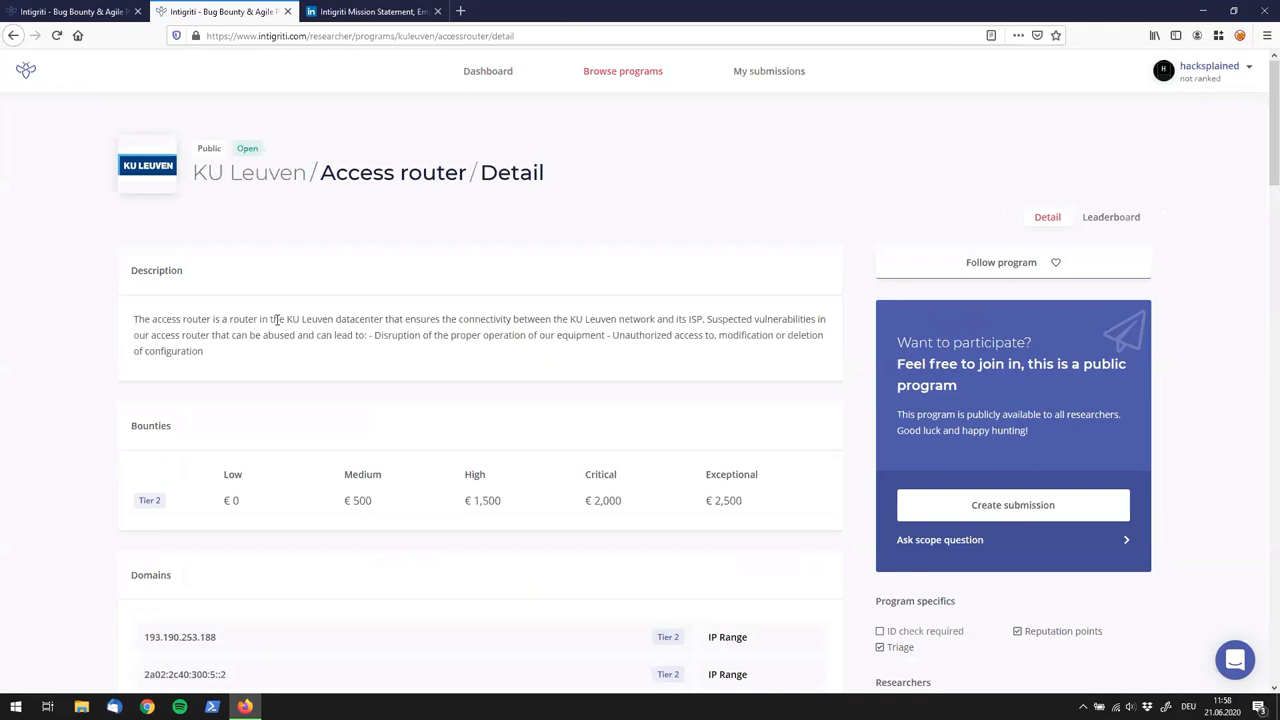 Intigriti - Bug Bounty & Agile Pe
Intigriti - Bug Bounty & Agile Pe
Intigriti Mission Statement, Em
https://www.intigriti.com/researcher/programs/kuleuven/accessrouter/detail
Dashboard
Browse programs
My submissions
H
hacksplained
not ranked
KU LEUVEN
Public
Open
KU Leuven / Access router / Detail
Detail
Leaderboard
Description
The access router is a router in the KU Leuven datacenter that ensures the connectivity between the KU Leuven network and its ISP. Suspected vulnerabilities in
our access router that can be abused and can lead to: - Disruption of the proper operation of our equipment - Unauthorized access to, modification or deletion
of configuration
Follow program
Want to participate?
Feel free to join in, this is a public
program
This program is publicly available to all researchers.
Good luck and happy hunting!
Create submission
Ask scope question
Bounties
Low
Medium
High
Critical
Exceptional
Tier 2
€ 0
€ 500
€ 1,500
€ 2,000
€ 2,500
Domains
193.190.253.188
Tier 2
IP Range
2a02:2c40:300:5::2
Tier 2
IP Range
Program specifics
ID check required
Reputation points
Triage
Researchers
DEU
11:58
21.06.2020
3